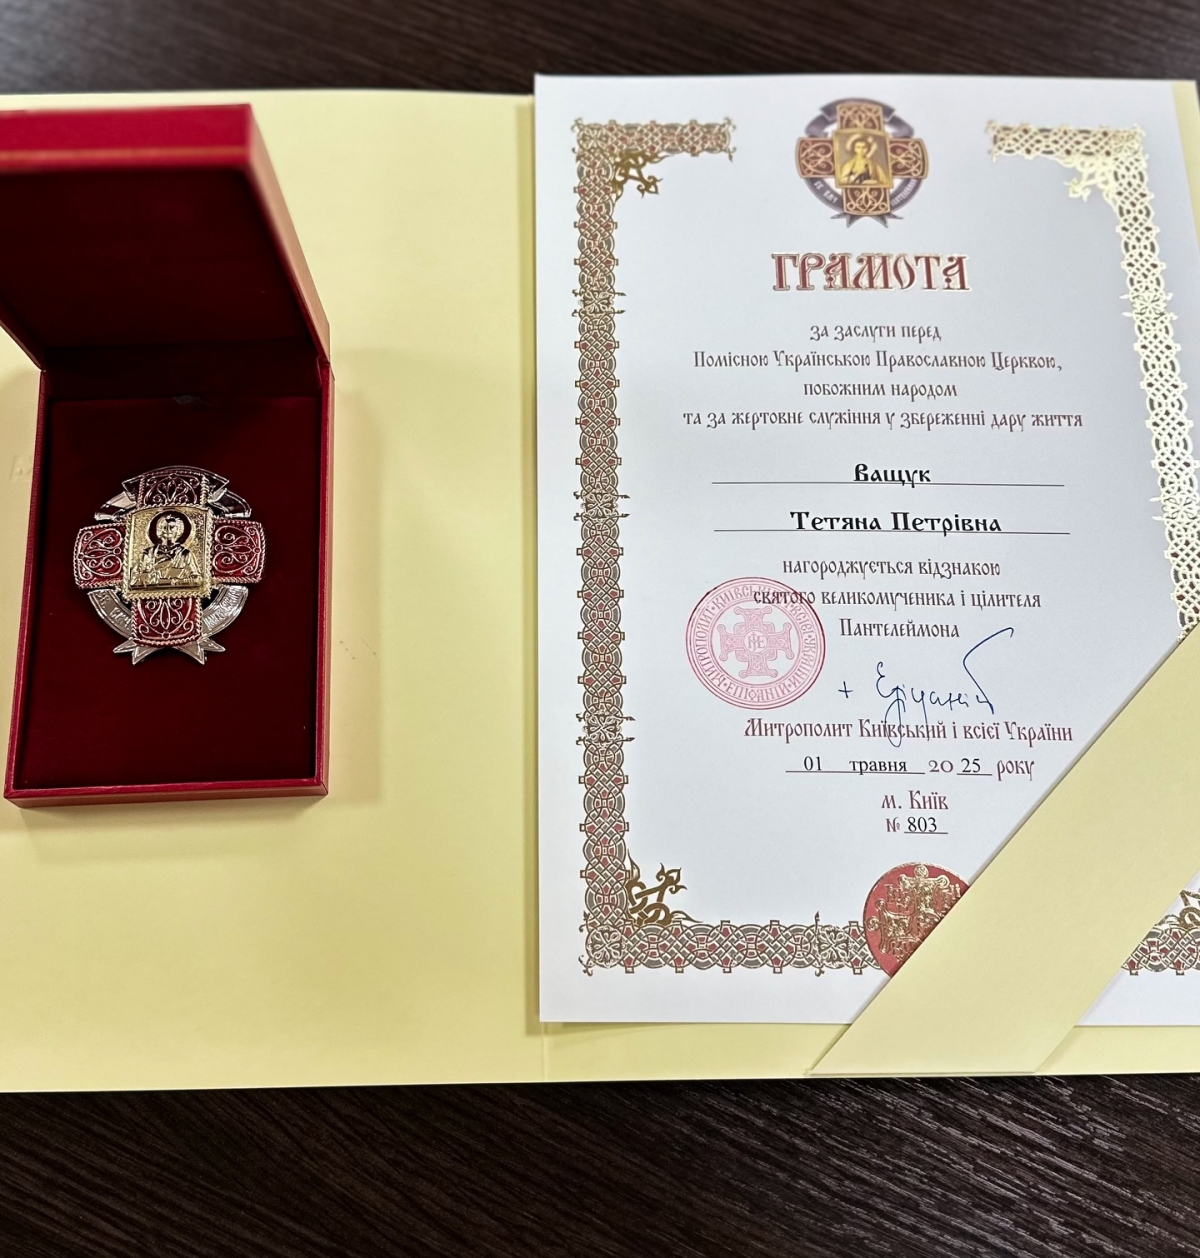 ГРАМОТА
за заслуги перед
Помісною Українською Православною Церквою,
побожним народом
та за жертовне служіння у збереженні дару життя
Ващук
Тетяна Петрівна
нагороджується відзнакою
святого великомученика і цілителя
Пантелеймона
+ Епіфаній
Митрополит Київський і всієї України
01 травня 2025 року
м. Київ
№ 803